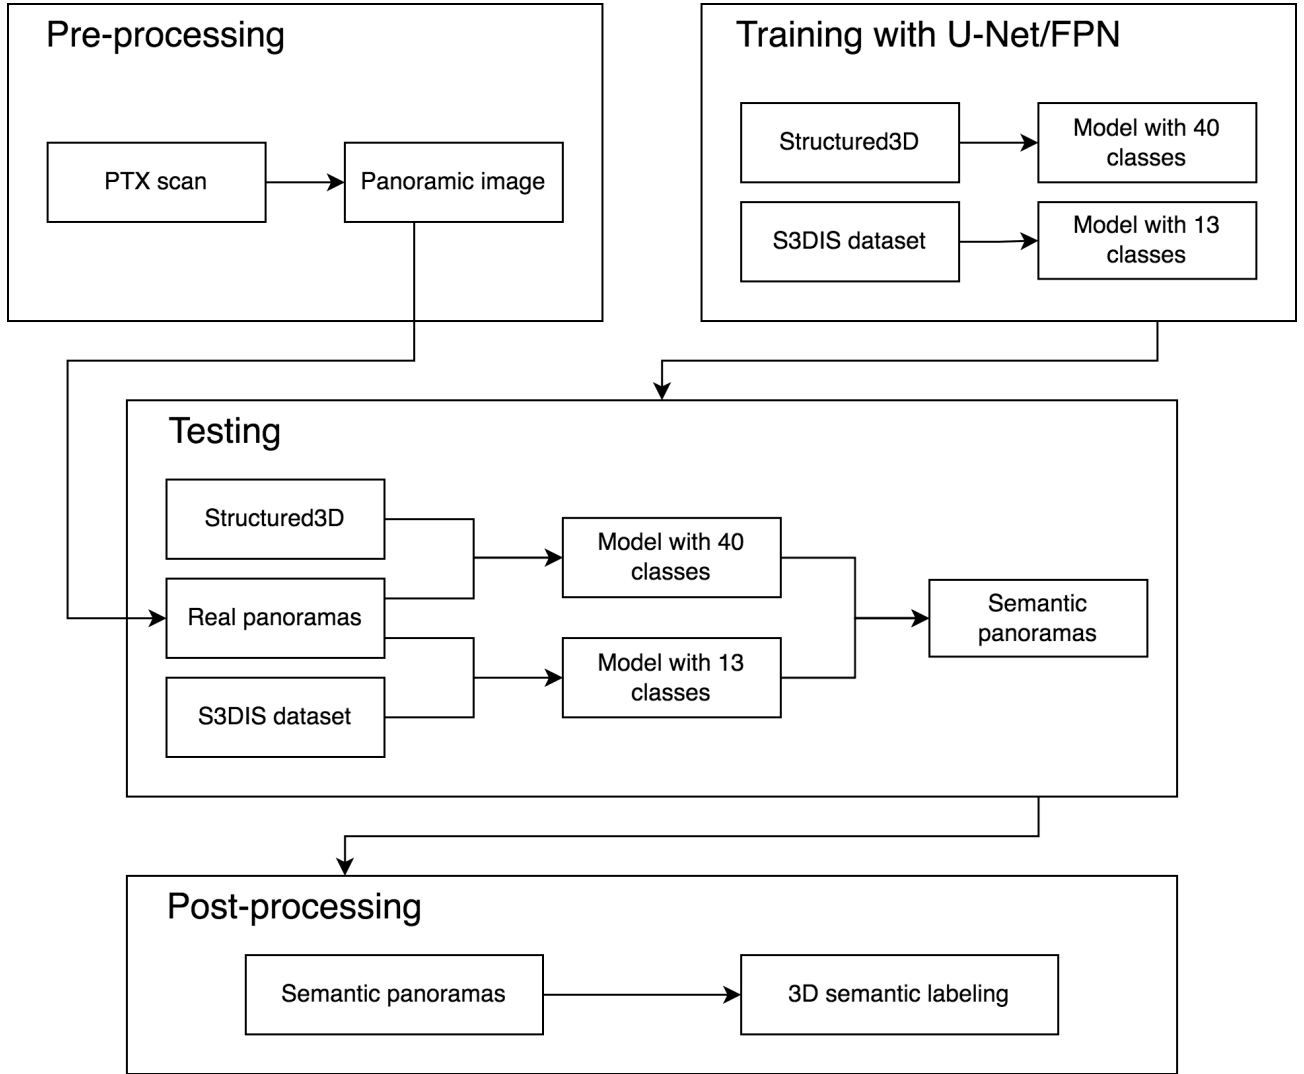 Pre-processing
PTX scan
Panoramic image
Training with U-Net/FPN
Structured3D
Model with 40
classes
S3DIS dataset
Model with 13
classes
Testing
Structured3D
Real panoramas
S3DIS dataset
Model with 40
classes
Model with 13
classes
Semantic
panoramas
Post-processing
Semantic panoramas
3D semantic labeling